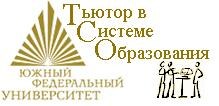 Тьютор в
Системе
Образования
ЮЖНЫЙ
ФЕДЕРАЛЬНЫЙ
УНИВЕРСИТЕТ